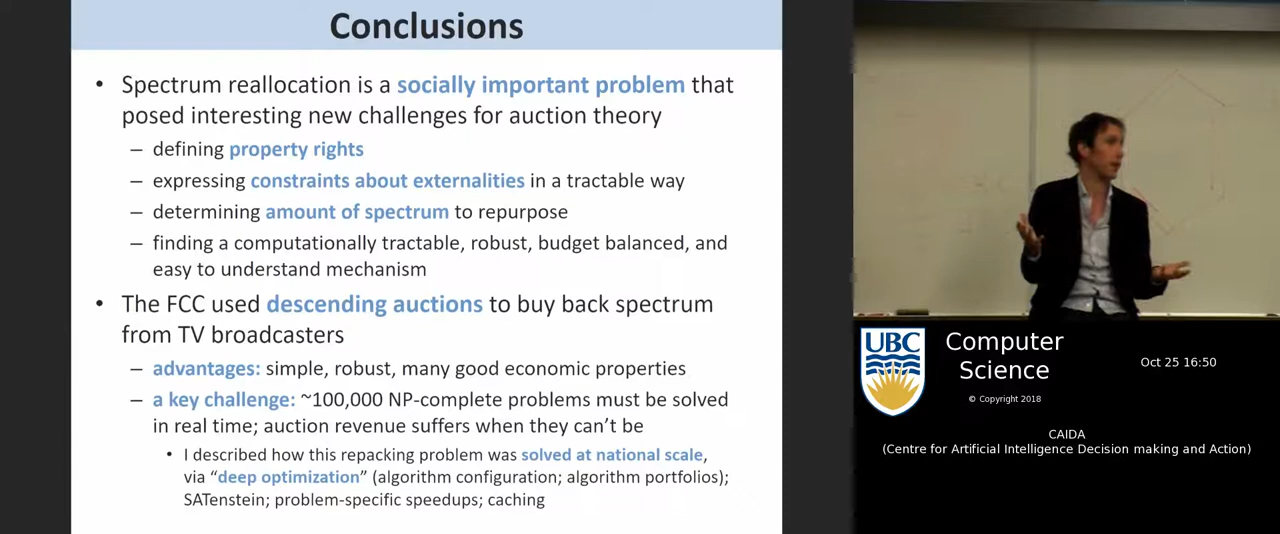 Conclusions
• Spectrum reallocation is a socially important problem that
posed interesting new challenges for auction theory
– defining property rights
– expressing constraints about externalities in a tractable way
– determining amount of spectrum to repurpose
– finding a computationally tractable, robust, budget balanced, and
easy to understand mechanism
• The FCC used descending auctions to buy back spectrum
from TV broadcasters
– advantages: simple, robust, many good economic properties
– a key challenge: ~100,000 NP-complete problems must be solved
in real time; auction revenue suffers when they can’t be
• I described how this repacking problem was solved at national scale,
via “deep optimization” (algorithm configuration; algorithm portfolios);
SATenstein; problem-specific speedups; caching
UBC
Computer
Science
© Copyright 2018
Oct 25 16:50
CAIDA
(Centre for Artificial Intelligence Decision making and Action)